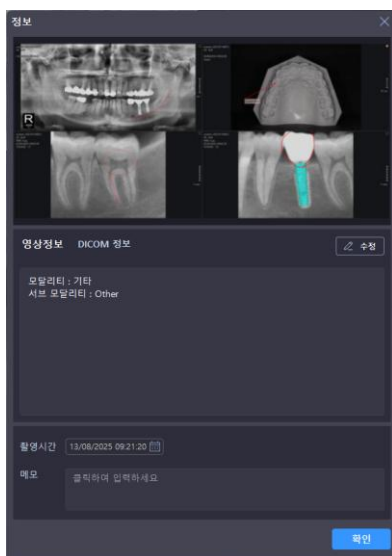 정보
R
영상정보 DICOM 정보 수정
모달리티 : 기타
서브 모달리티 : Other
촬영시간 13/08/2025 09:21:20
메모 클릭하여 입력하세요
확인